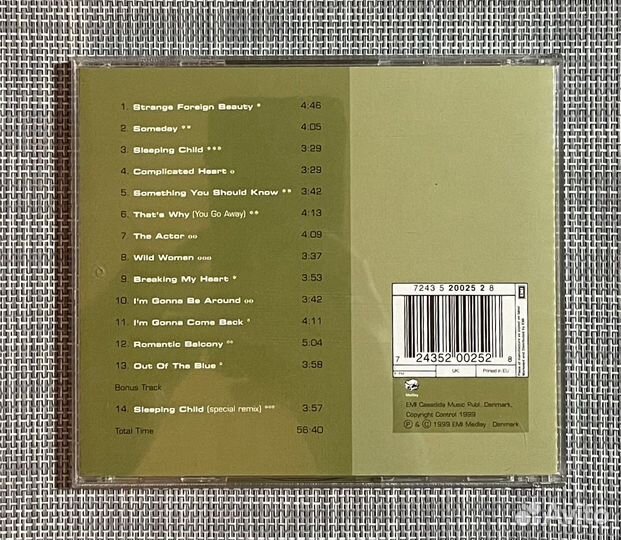 1 Strange Foreign Beauty ° 4:46
2 Someday °° 4:05
3 Sleeping Child °°° 3:29
4 Complicated Heart o 3:29
5 Something You Should Know °° 3:42
6 That's Why (You Go Away) °° 4:13
7 The Actor oo 4:09
8 Wild Women ooo 3:37
9 Breaking My Heart ° 3:53
10 I'm Gonna Be Around oo 3:42
11 I'm Gonna Come Back ° 4:11
12 Romantic Balcony °° 5:04
13 Out Of The Blue ° 3:58
Bonus Track
14 Sleeping Child (special remix) °°° 3:57
Total Time 56:40
7243 5 20025 2 8
7 24352 00252 8
EMI
UK:
Printed in EU
Medley
EMI Casadida Music Publ., Denmark,
Copyright Control 1999
Ⓟ & © 1999 EMI Medley, Denmark
Avito